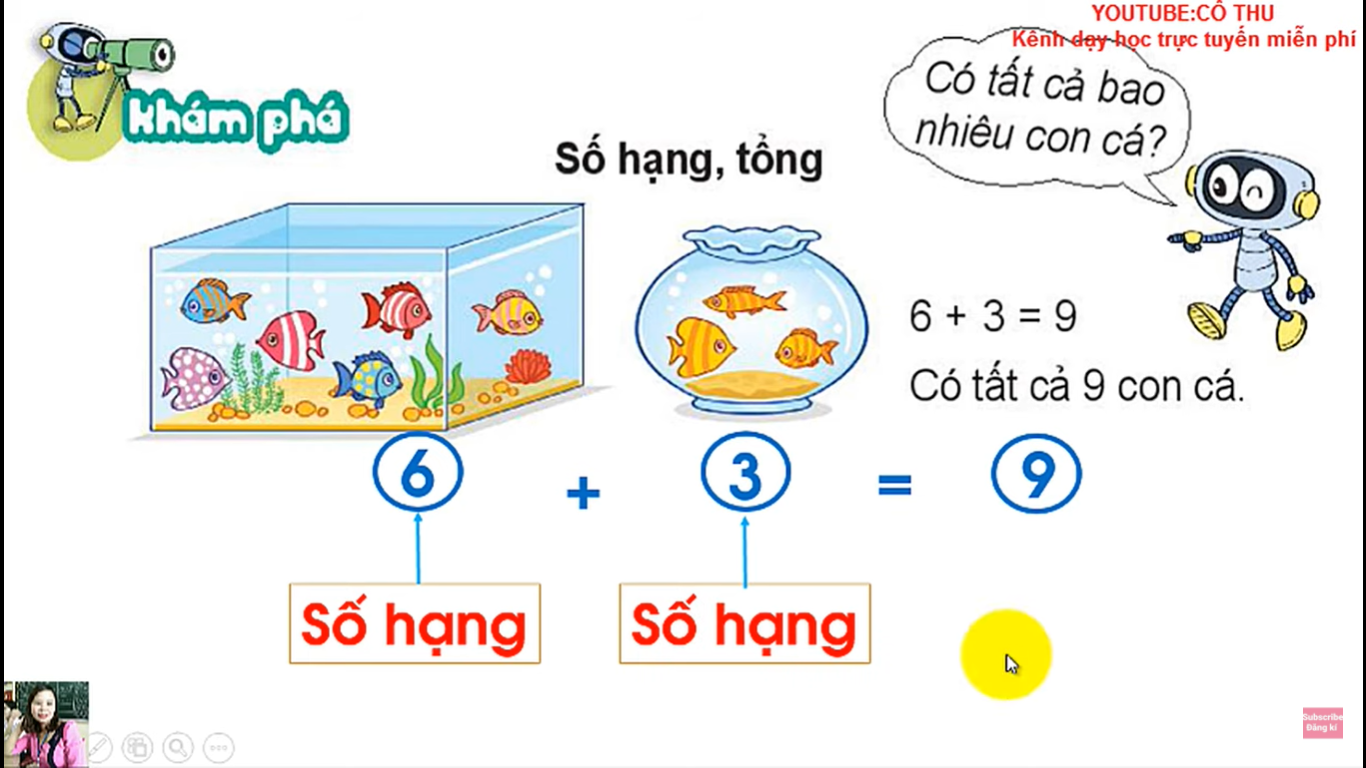 YOUTUBE:CÔ THU
Kênh dạy học trực tuyến miễn phí
Khám phá
Số hạng, tổng
Có tất cả bao
nhiêu con cá?
6 + 3 = 9
Có tất cả 9 con cá.
6 + 3 = 9
Số hạng Số hạng
Subscribe
Đăng kí